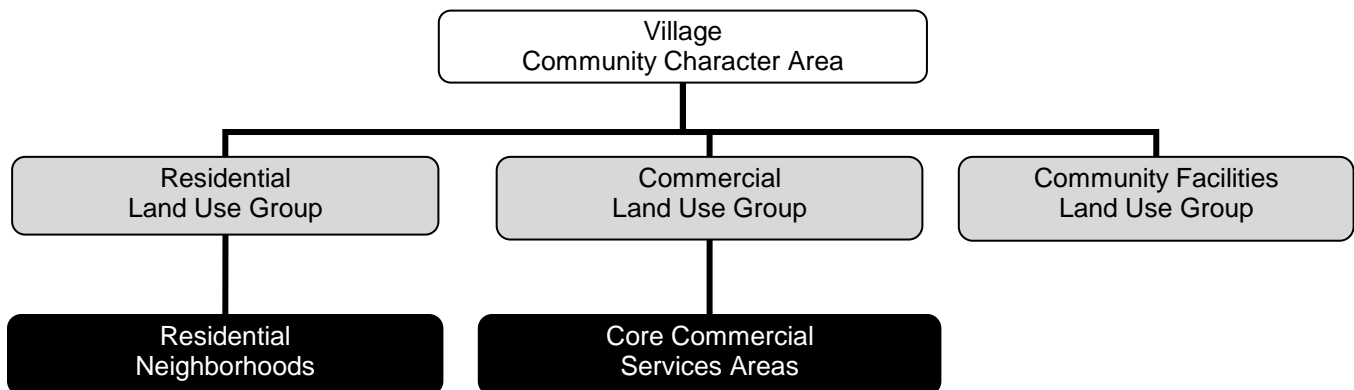 Village
Community Character Area
Residential
Land Use Group
Commercial
Land Use Group
Community Facilities
Land Use Group
Residential
Neighborhoods
Core Commercial
Services Areas